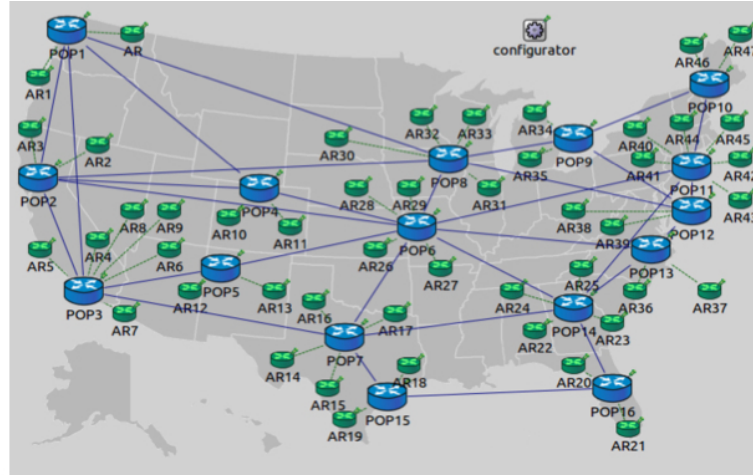 configurator
AR46
AR47
POP1
AR
AR1
POP10
AR32
AR33
AR34
AR3
AR2
AR30
POP9
AR40
AR44
AR45
POP2
POP8
AR35
AR41
AR42
POP4
AR28
AR29
AR31
POP11
AR8
AR9
AR10
AR11
AR38
AR43
AR5
AR4
AR6
POP6
AR39
POP12
AR26
AR27
POP13
POP3
AR12
POP5
AR13
AR25
AR7
AR16
AR17
AR24
AR36
AR37
POP14
AR22
AR23
AR14
POP7
AR18
AR20
AR15
AR19
POP15
POP16
AR21